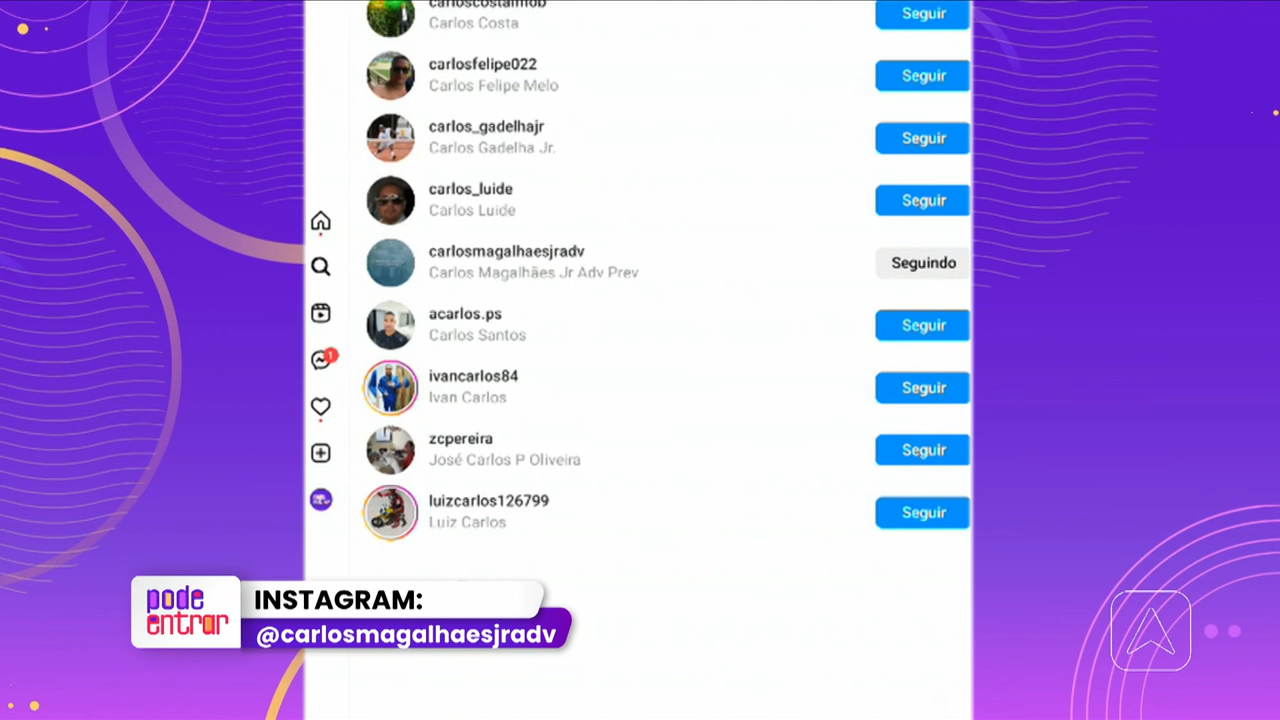 carloscostaimob
Carlos Costa
Seguir
carlosfelipe022
Carlos Felipe Melo
Seguir
carlos_gadelhajr
Carlos Gadelha Jr.
Seguir
carlos_luide
Carlos Luide
Seguir
carlosmagalhaesjradv
Carlos Magalhães Jr Adv Prev
Seguindo
acarlos.ps
Carlos Santos
Seguir
1
ivancarlos84
Ivan Carlos
Seguir
zcpereira
José Carlos P Oliveira
Seguir
luizcarlos126799
Luiz Carlos
Seguir
pode
entrar
INSTAGRAM:
@carlosmagalhaesjradv